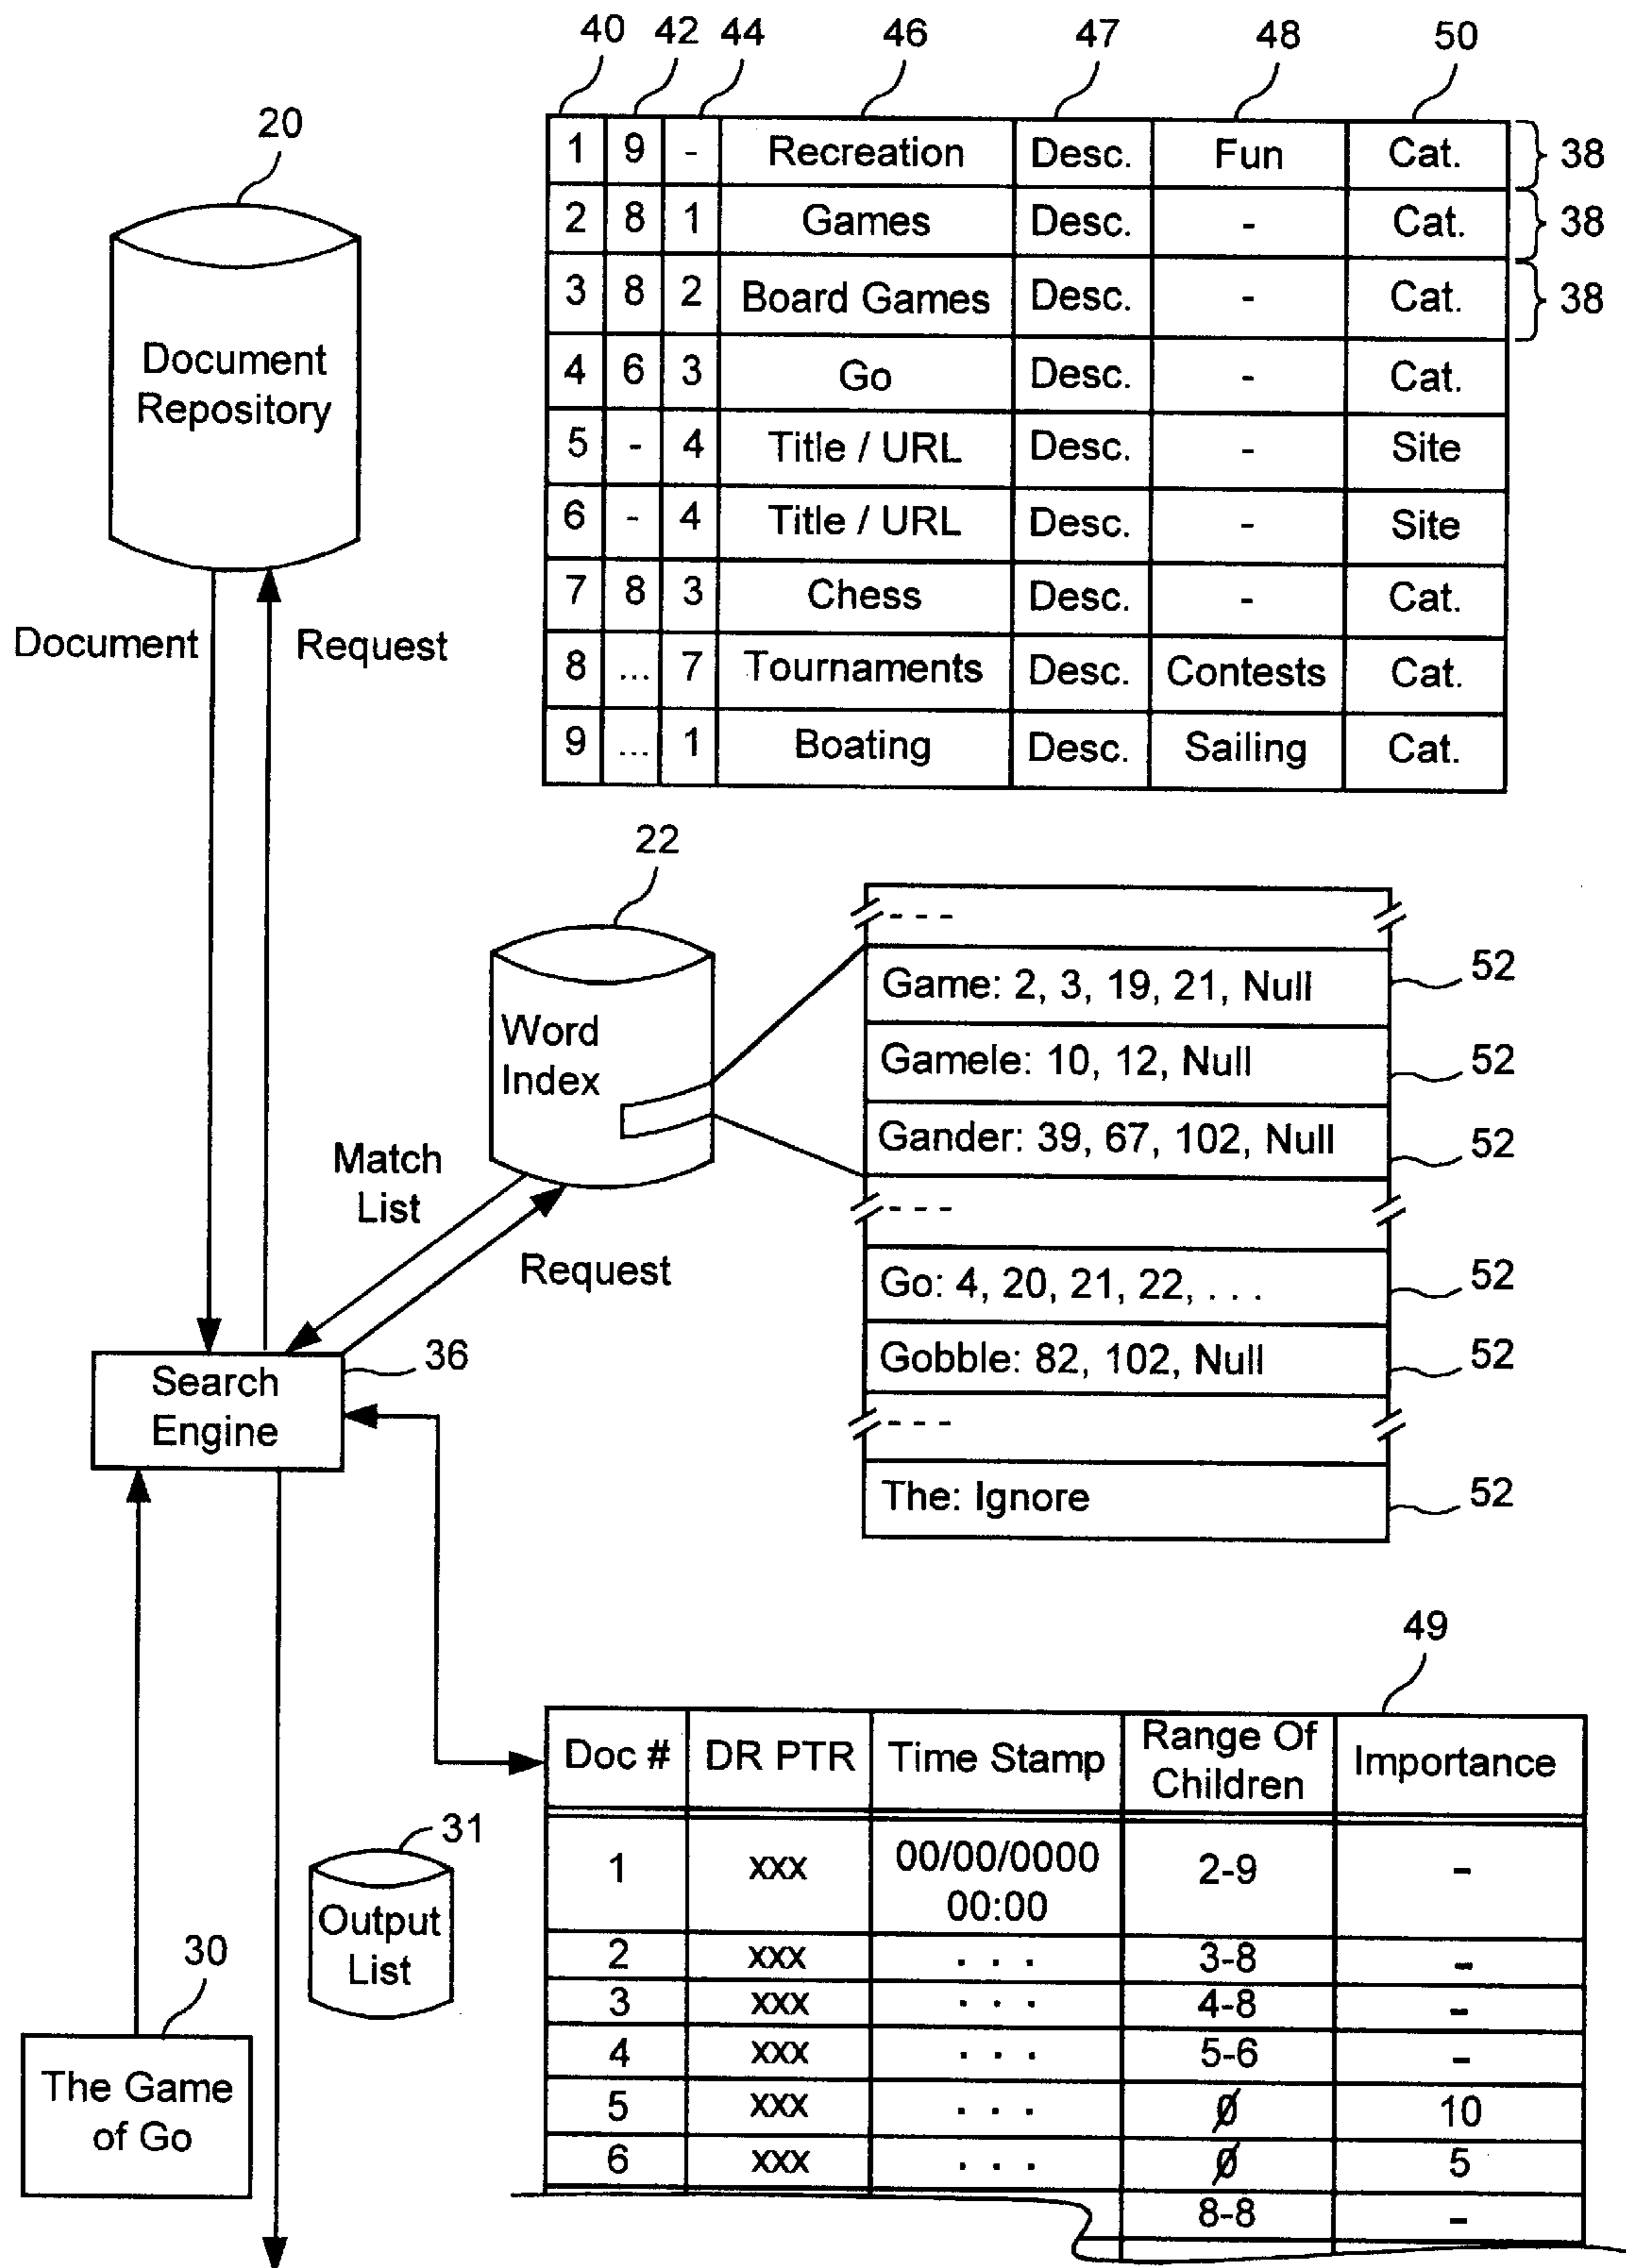 40 42 44 46 47 48 50
1 9 - Recreation Desc. Fun Cat. 38
2 8 1 Games Desc. - Cat. 38
3 8 2 Board Games Desc. - Cat. 38
4 6 3 Go Desc. - Cat.
5 - 4 Title / URL Desc. - Site
6 - 4 Title / URL Desc. - Site
7 8 3 Chess Desc. - Cat.
8 ... 7 Tournaments Desc. Contests Cat.
9 ... 1 Boating Desc. Sailing Cat.
20
Document
Repository
Document
Request
22
Word
Index
Match
List
Request
- - -
Game: 2, 3, 19, 21, Null 52
Gamele: 10, 12, Null 52
Gander: 39, 67, 102, Null 52
- - -
Go: 4, 20, 21, 22, . . . 52
Gobble: 82, 102, Null 52
- - -
The: Ignore 52
36
Search
Engine
31
Output
List
30
The Game
of Go
49
Doc # DR PTR Time Stamp Range Of Children Importance
1 xxx 00/00/0000 2-9 -
00:00
2 xxx . . . 3-8 -
3 xxx . . . 4-8 -
4 xxx . . . 5-6 -
5 xxx . . . Ø 10
6 xxx . . . Ø 5
8-8 -